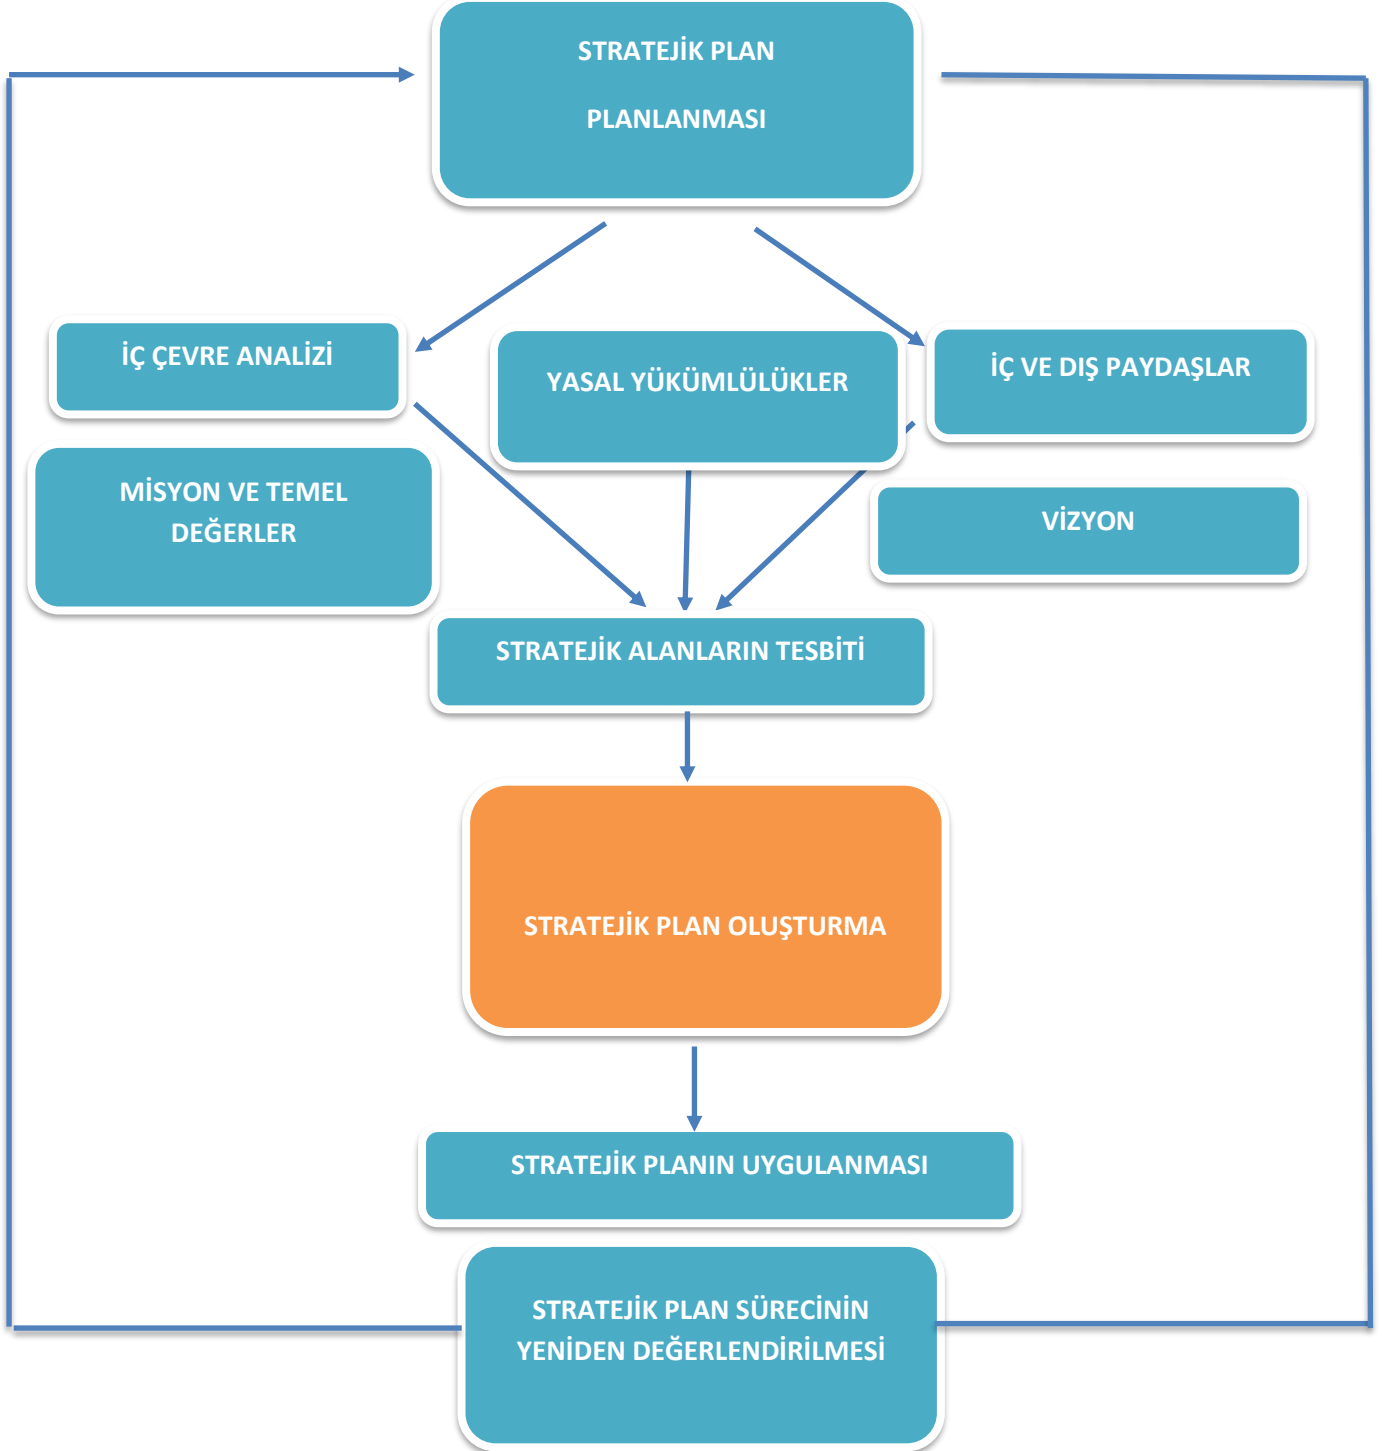 STRATEJİK PLAN
PLANLANMASI
İÇ ÇEVRE ANALİZİ
YASAL YÜKÜMLÜLÜKLER
İÇ VE DIŞ PAYDAŞLAR
MİSYON VE TEMEL
DEĞERLER
VİZYON
STRATEJİK ALANLARIN TESBİTİ
STRATEJİK PLAN OLUŞTURMA
STRATEJİK PLANIN UYGULANMASI
STRATEJİK PLAN SÜRECİNİN
YENİDEN DEĞERLENDİRİLMESİ